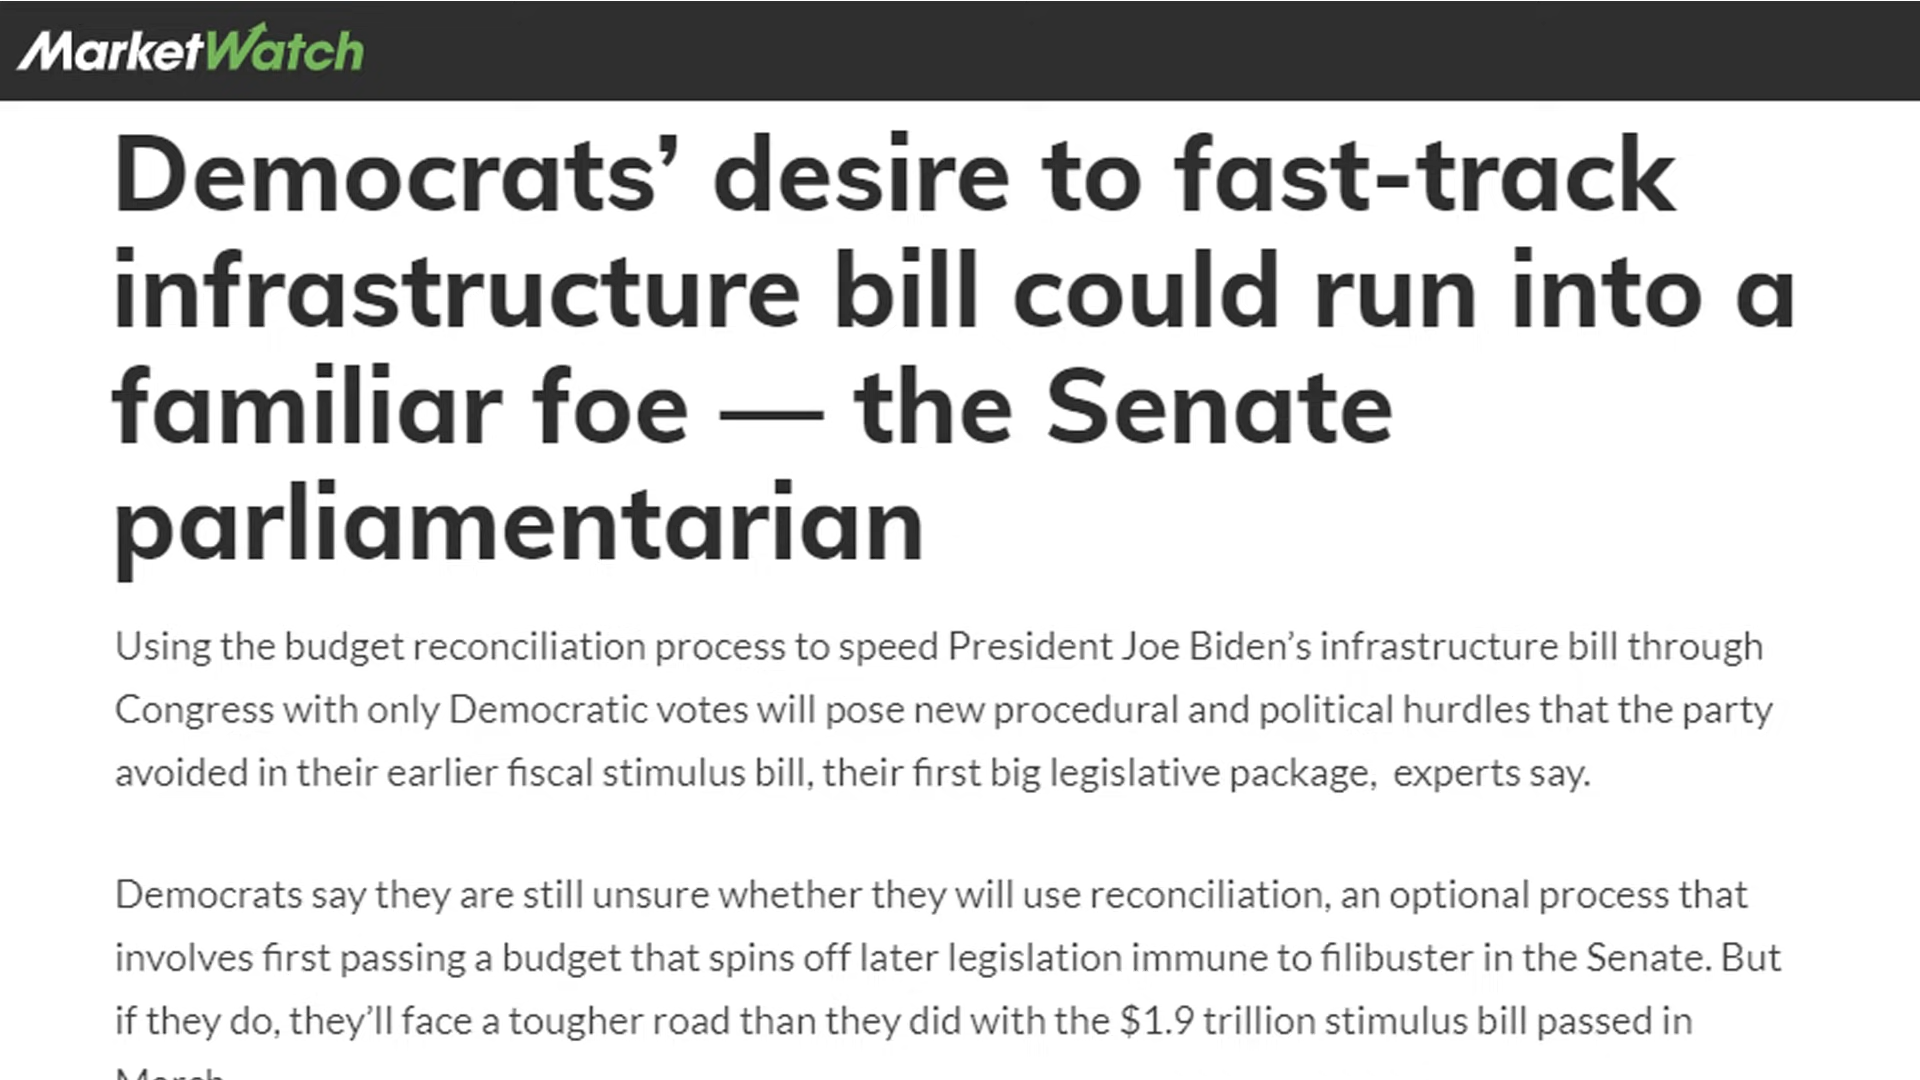 MarketWatch
Democrats’ desire to fast-track
infrastructure bill could run into a
familiar foe — the Senate
parliamentarian
Using the budget reconciliation process to speed President Joe Biden’s infrastructure bill through
Congress with only Democratic votes will pose new procedural and political hurdles that the party
avoided in their earlier fiscal stimulus bill, their first big legislative package,  experts say.
Democrats say they are still unsure whether they will use reconciliation, an optional process that
involves first passing a budget that spins off later legislation immune to filibuster in the Senate. But
if they do, they’ll face a tougher road than they did with the $1.9 trillion stimulus bill passed in
March